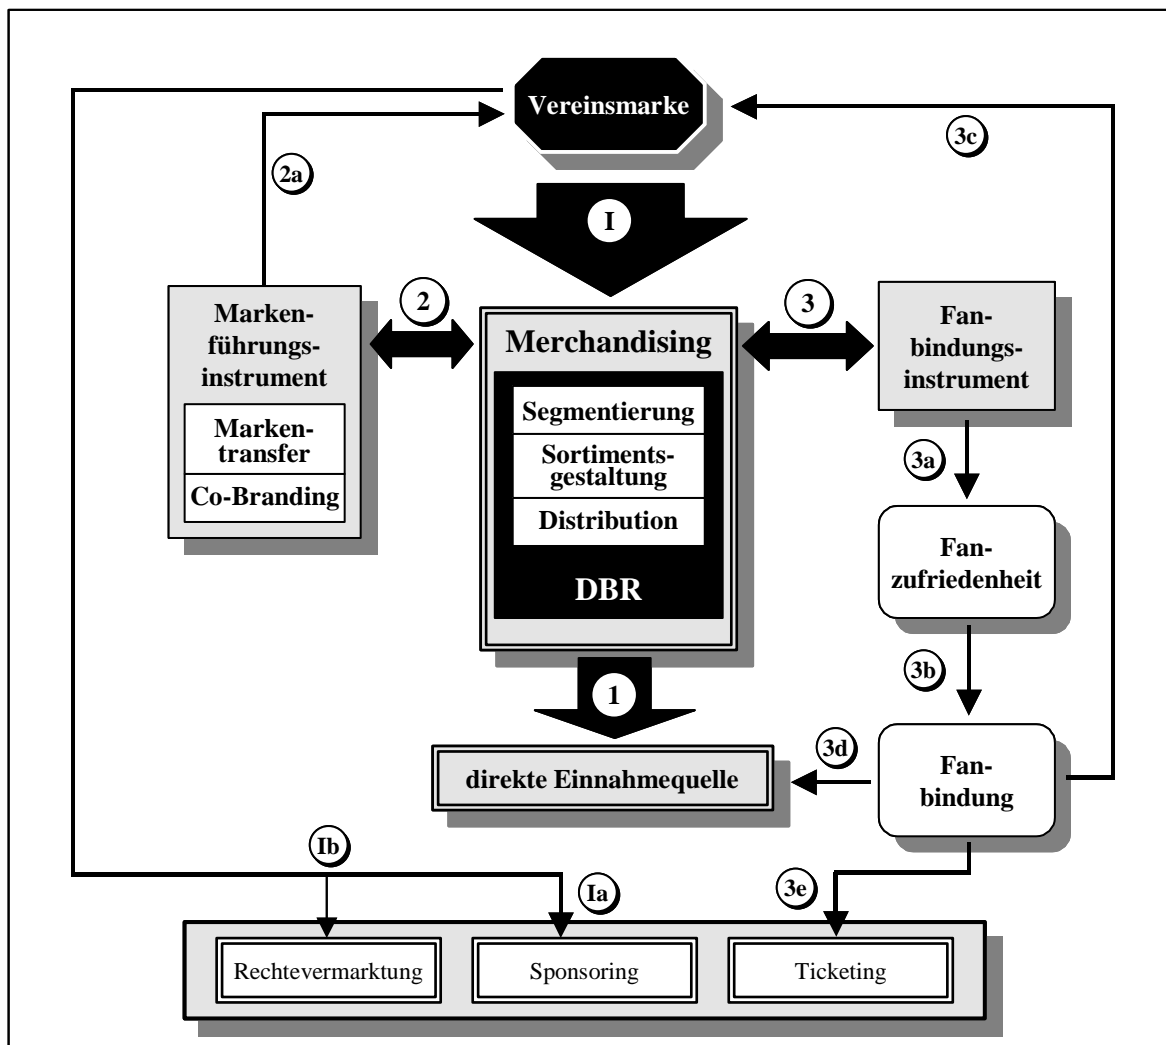 Vereinsmarke
3c
2a
I
2
3
Marken-
führungs-
instrument
Marken-
transfer
Co-Branding
Merchandising
Segmentierung
Sortiments-
gestaltung
Distribution
DBR
Fan-
bindungs-
instrument
3a
Fan-
zufriedenheit
3b
1
3d
Fan-
bindung
direkte Einnahmequelle
Ib
Ia
3e
Rechtevermarktung
Sponsoring
Ticketing